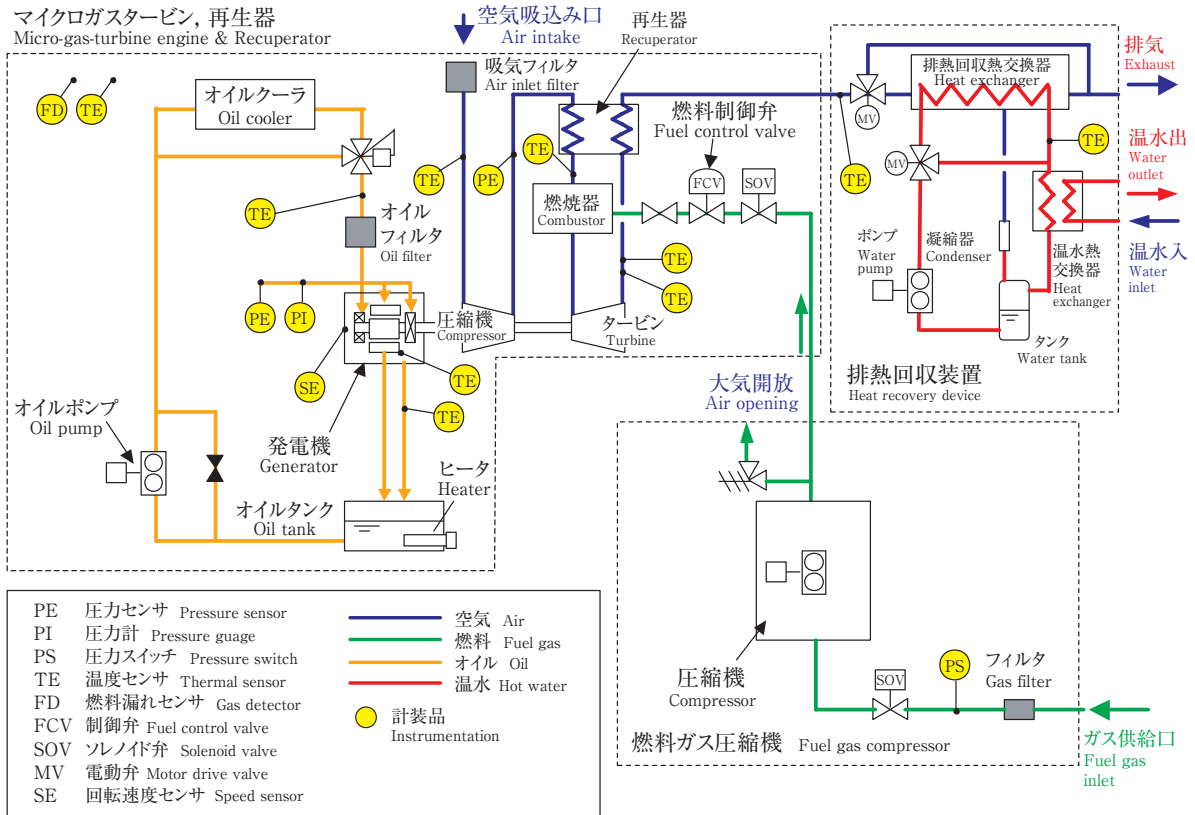 マイクロガスタービン, 再生器
Micro-gas-turbine engine & Recuperator
空気吸込み口
Air intake
再生器
Recuperator
吸気フィルタ
Air inlet filter
FD
TE
オイルクーラ
Oil cooler
TE
オイル
フィルタ
Oil filter
TE
PE
TE
燃焼器
Combustor
燃料制御弁
Fuel control valve
FCV
SOV
TE
TE
PE
PI
圧縮機
Compressor
タービン
Turbine
SE
TE
TE
発電機
Generator
オイルポンプ
Oil pump
オイルタンク
Oil tank
ヒータ
Heater
排熱回収熱交換器
Heat exchanger
MV
TE
MV
TE
排気
Exhaust
温水出
Water
outlet
温水入
Water
inlet
ポンプ
Water
pump
凝縮器
Condenser
温水熱
交換器
Heat
exchanger
タンク
Water tank
排熱回収装置
Heat recovery device
大気開放
Air opening
圧縮機
Compressor
SOV
PS
フィルタ
Gas filter
燃料ガス圧縮機 Fuel gas compressor
ガス供給口
Fuel gas
inlet
PE 圧力センサ Pressure sensor
PI 圧力計 Pressure guage
PS 圧力スイッチ Pressure switch
TE 温度センサ Thermal sensor
FD 燃料漏れセンサ Gas detector
FCV 制御弁 Fuel control valve
SOV ソレノイド弁 Solenoid valve
MV 電動弁 Motor drive valve
SE 回転速度センサ Speed sensor
空気 Air
燃料 Fuel gas
オイル Oil
温水 Hot water
計装品
Instrumentation